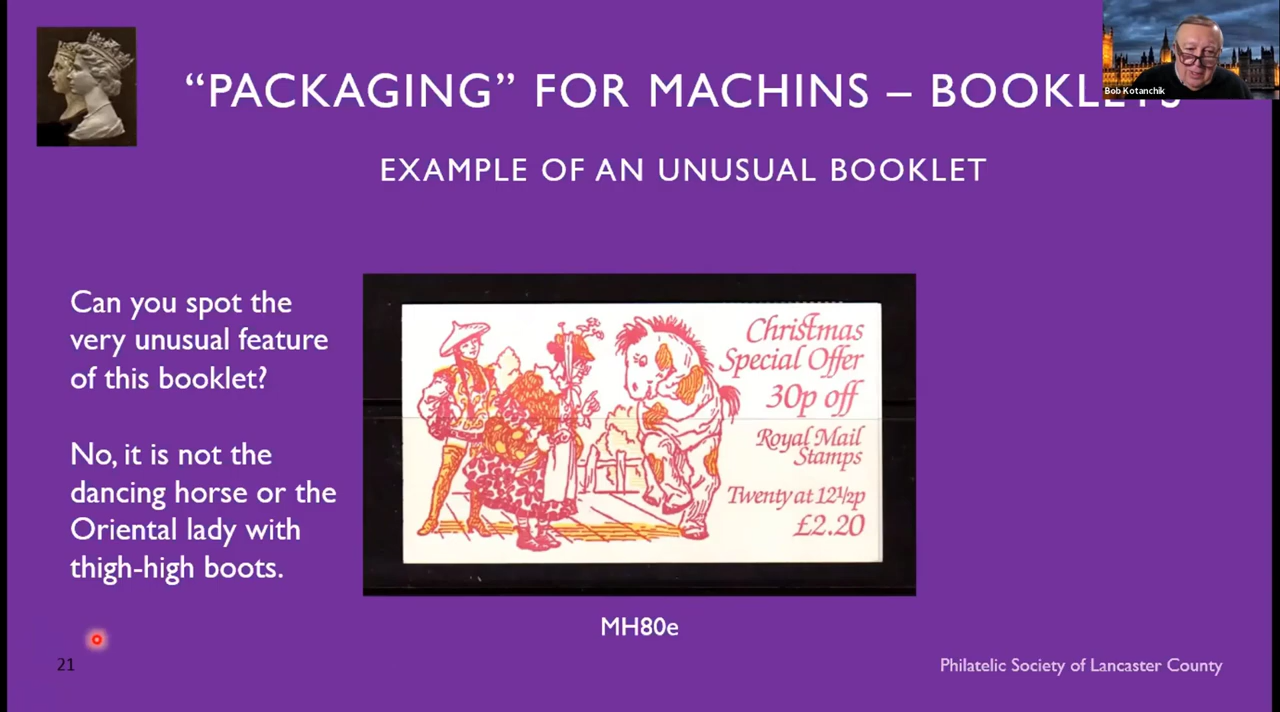 “PACKAGING” FOR MACHINS – BOOKLETS
Bob Kotanchik
EXAMPLE OF AN UNUSUAL BOOKLET
Can you spot the
very unusual feature
of this booklet?
No, it is not the
dancing horse or the
Oriental lady with
thigh-high boots.
Christmas
Special Offer
30p off
Royal Mail
Stamps
Twenty at 12½p
£2.20
MH80e
21
Philatelic Society of Lancaster County